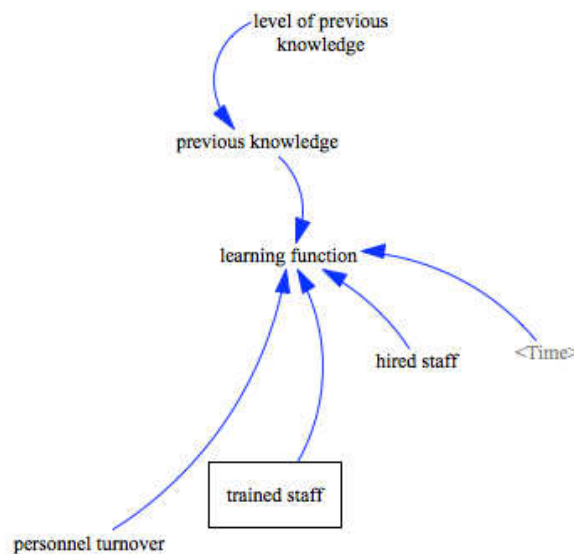 level of previous
knowledge
previous knowledge
learning function
hired staff
<Time>
trained staff
personnel turnover